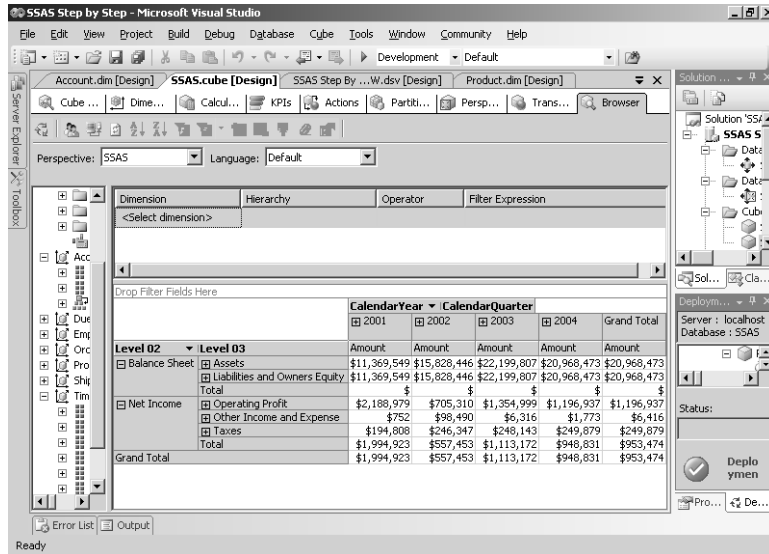 SSAS Step by Step - Microsoft Visual Studio
File Edit View Project Build Debug Database Cube Tools Window Community Help
Development Default
Account.dim [Design] SSAS.cube [Design] SSAS Step By ...W.dsv [Design] Product.dim [Design]
Solution ...
Cube ... Dime... Calcul... KPIs Actions Partiti... Persp... Trans... Browser
Server Explorer
Toolbox
Perspective: SSAS Language: Default
Solution 'SSA
SSAS S
Data
Data
Cub
Dimension Hierarchy Operator Filter Expression
<Select dimension>
Acc
Due
Emp
Orc
Pro
Ship
Tim
Sol... Cla...
Drop Filter Fields Here
CalendarYear CalendarQuarter
2001 2002 2003 2004 Grand Total
Level 02 Level 03 Amount Amount Amount Amount Amount
Balance Sheet Assets $11,369,549 $15,828,446 $22,199,807 $20,968,473 $20,968,473
Liabilities and Owners Equity $11,369,549 $15,828,446 $22,199,807 $20,968,473 $20,968,473
Total $ $ $ $ $
Net Income Operating Profit $2,188,979 $705,310 $1,354,999 $1,196,937 $1,196,937
Other Income and Expense $752 $98,490 $6,316 $1,773 $6,416
Taxes $194,808 $246,347 $248,143 $249,879 $249,879
Total $1,994,923 $557,453 $1,113,172 $948,831 $953,474
Grand Total $1,994,923 $557,453 $1,113,172 $948,831 $953,474
Deploym...
Server : localhost
Database : SSAS
Status:
Deplo
ymen
Pro... De...
Error List Output
Ready